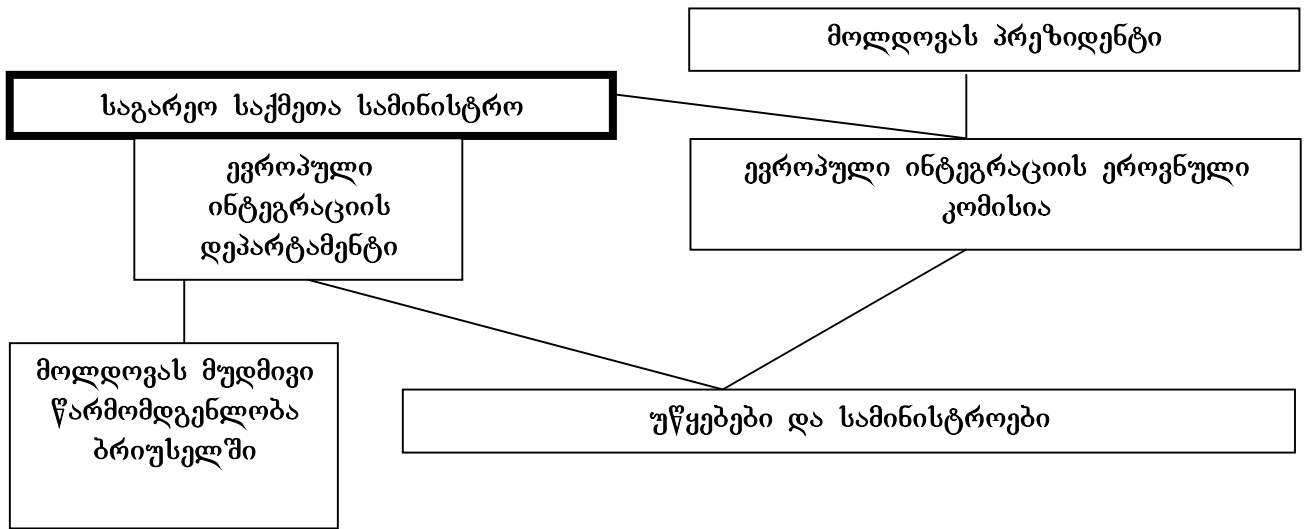 მოლდოვას პრეზიდენტი
საგარეო საქმეთა სამინისტრო
ევროპული
ინტეგრაციის
დეპარტამენტი
ევროპული ინტეგრაციის ეროვნული
კომისია
მოლდოვას მუდმივი
წარმომდგენლობა
ბრიუსელში
უწყებები და სამინისტროები